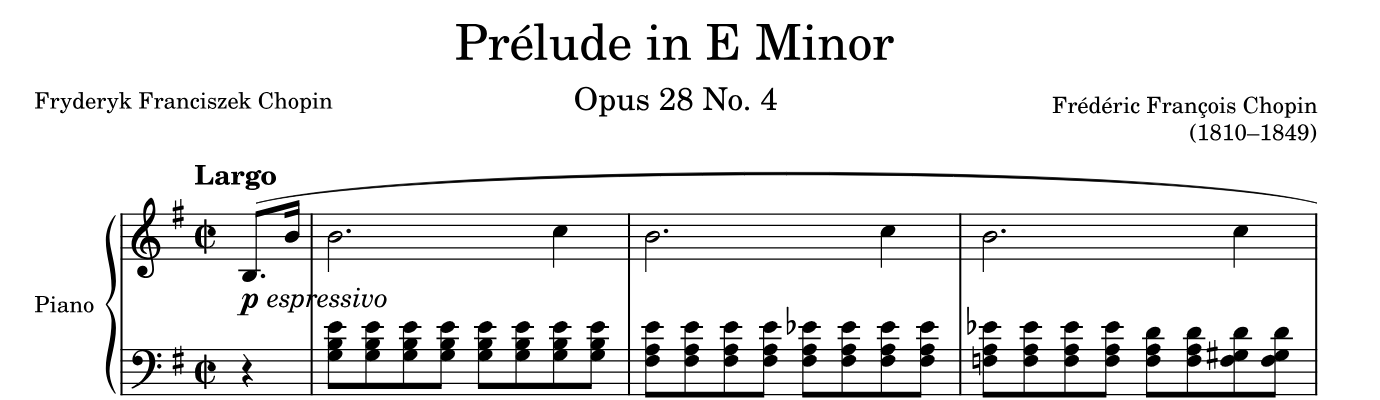 Prélude in E Minor
Opus 28 No. 4
Fryderyk Franciszek Chopin
Frédéric François Chopin
(1810–1849)
Largo
Piano
p espressivo